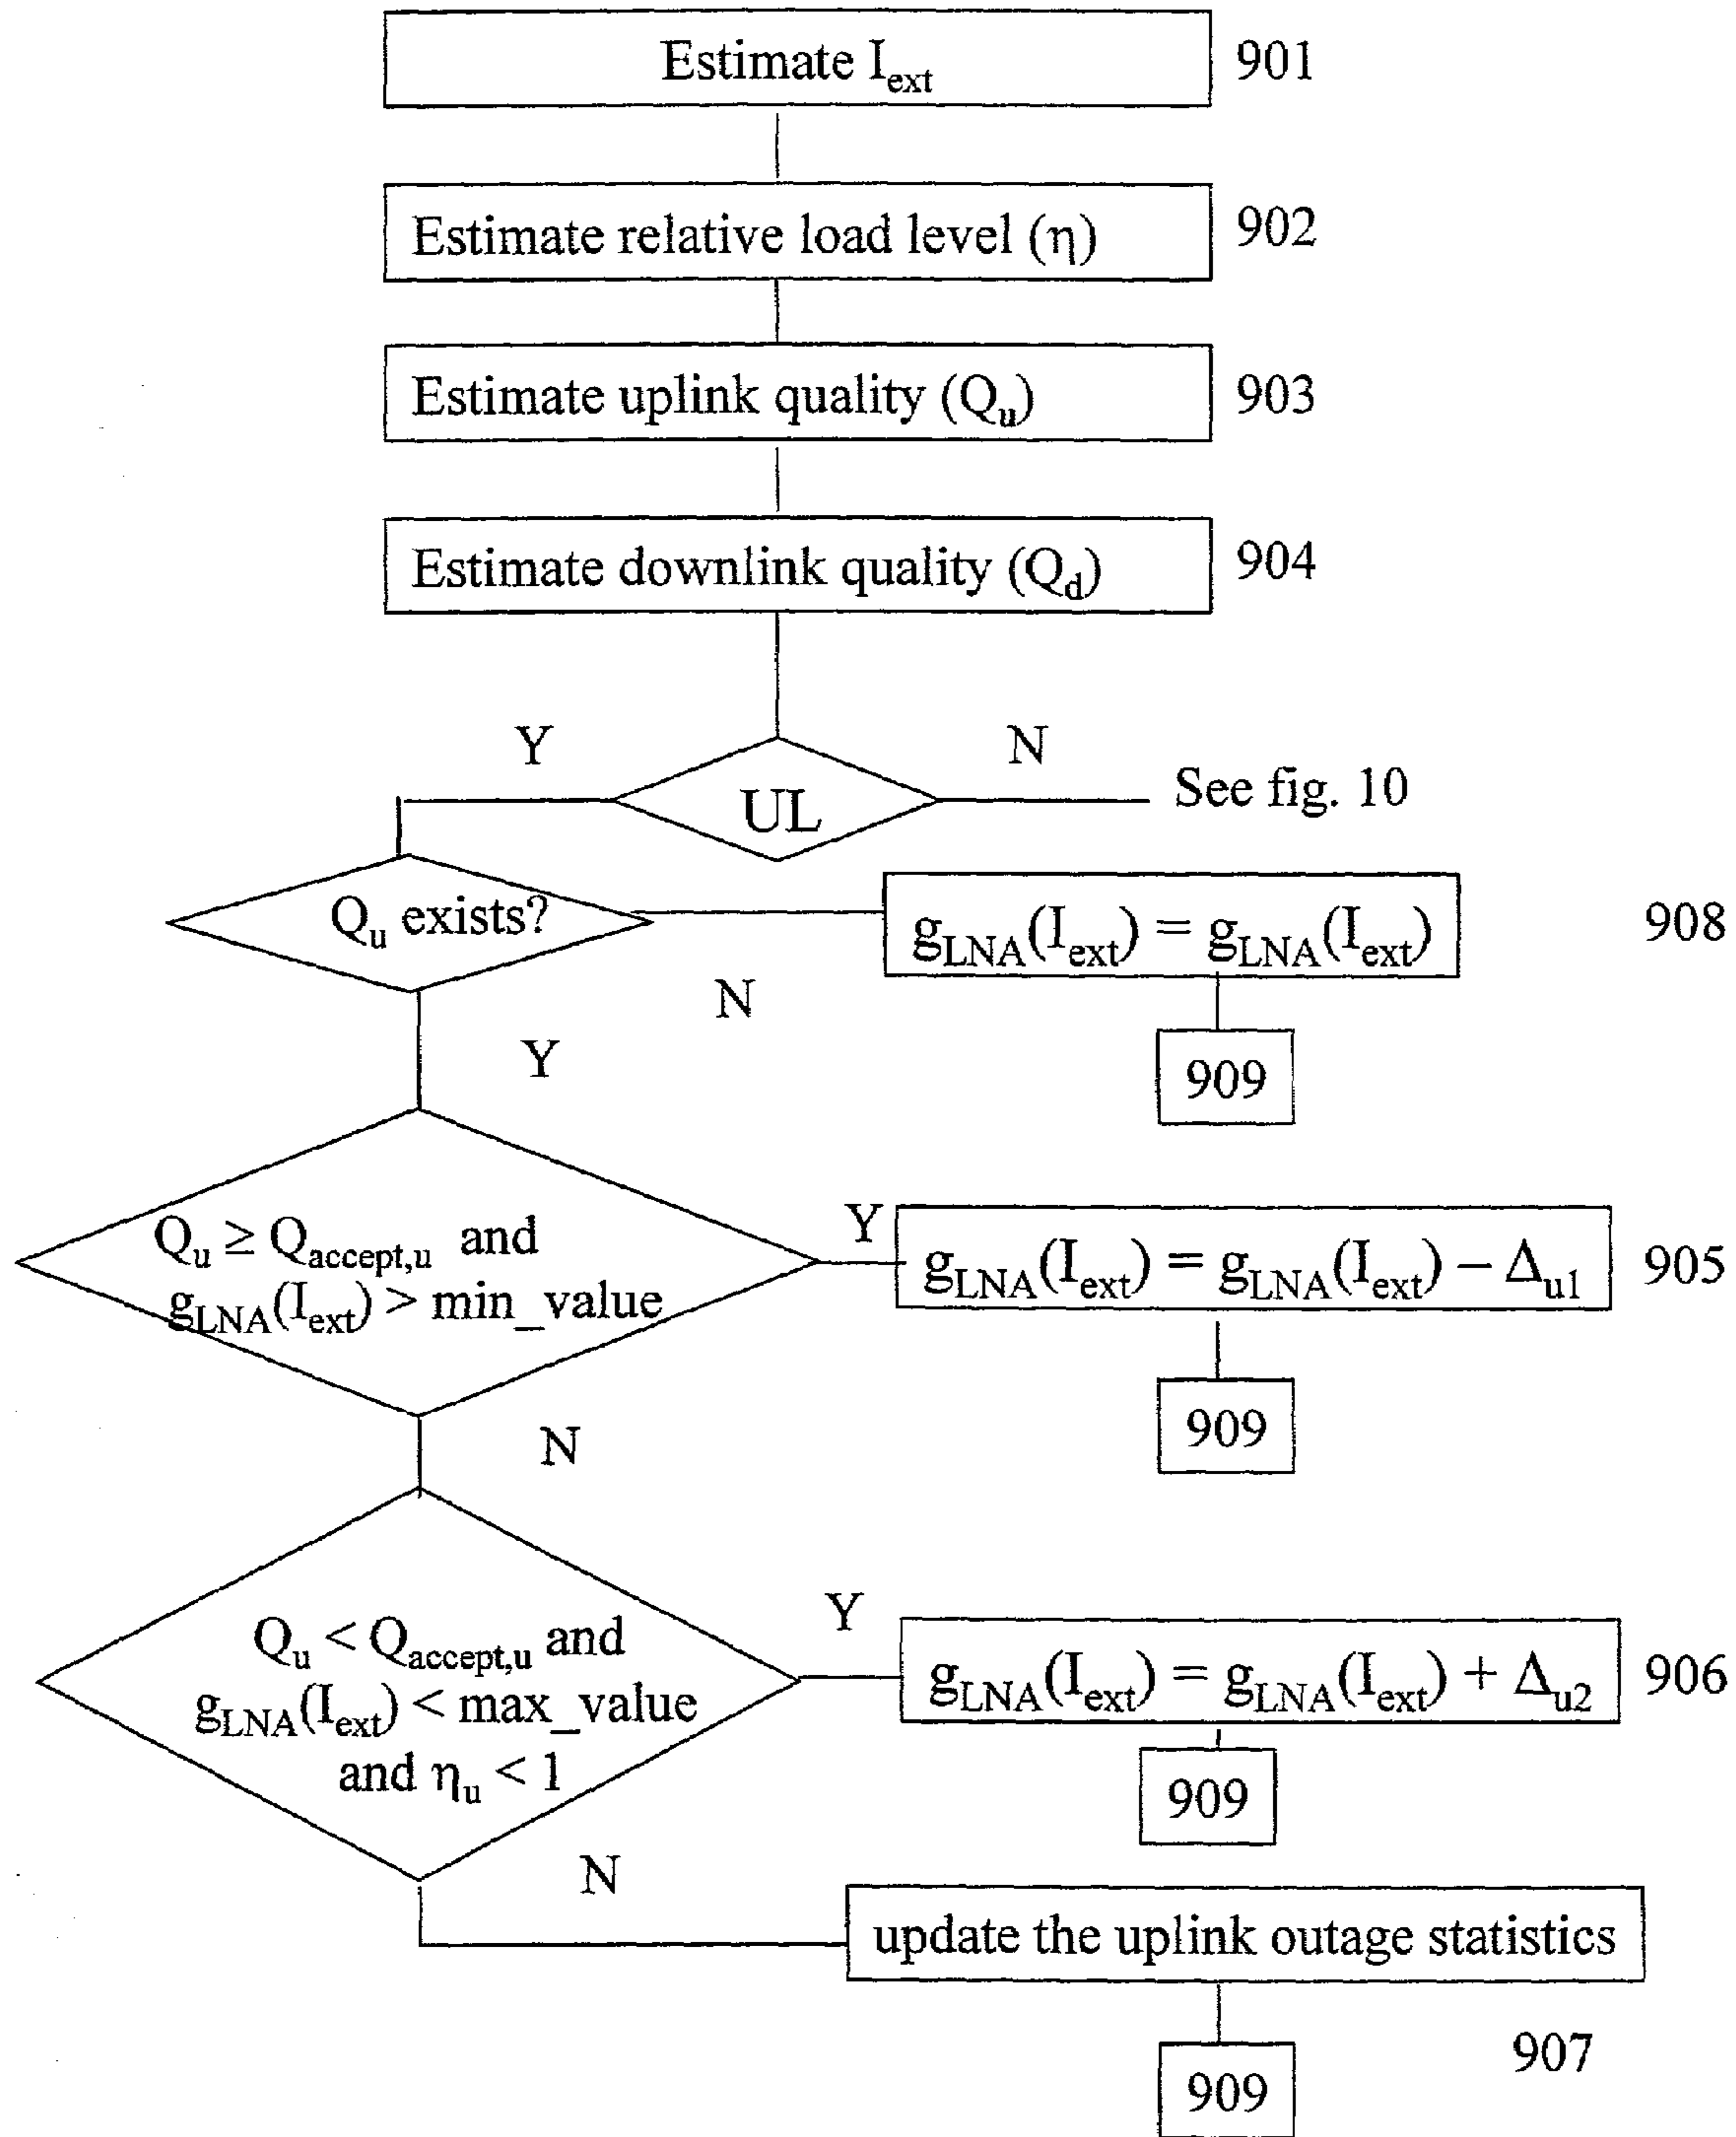 Estimate I_ext 901
Estimate relative load level (η) 902
Estimate uplink quality (Q_u) 903
Estimate downlink quality (Q_d) 904
Y
N
UL
See fig. 10
Q_u exists?
g_LNA(I_ext) = g_LNA(I_ext) 908
N
909
Y
Q_u ≥ Q_accept,u and
g_LNA(I_ext) > min_value
Y
g_LNA(I_ext) = g_LNA(I_ext) – Δ_u1 905
909
N
Q_u < Q_accept,u and
g_LNA(I_ext) < max_value
and η_u < 1
Y
g_LNA(I_ext) = g_LNA(I_ext) + Δ_u2 906
909
N
update the uplink outage statistics
907
909